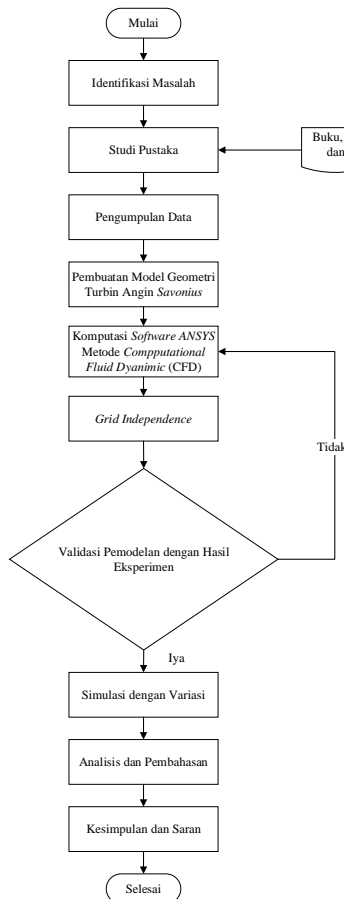 Mulai
Identifikasi Masalah
Studi Pustaka
Buku,
dan
Pengumpulan Data
Pembuatan Model Geometri
Turbin Angin Savonius
Komputasi Software ANSYS
Metode Compputational
Fluid Dyanimic (CFD)
Grid Independence
Tidak
Validasi Pemodelan dengan Hasil
Eksperimen
Iya
Simulasi dengan Variasi
Analisis dan Pembahasan
Kesimpulan dan Saran
Selesai